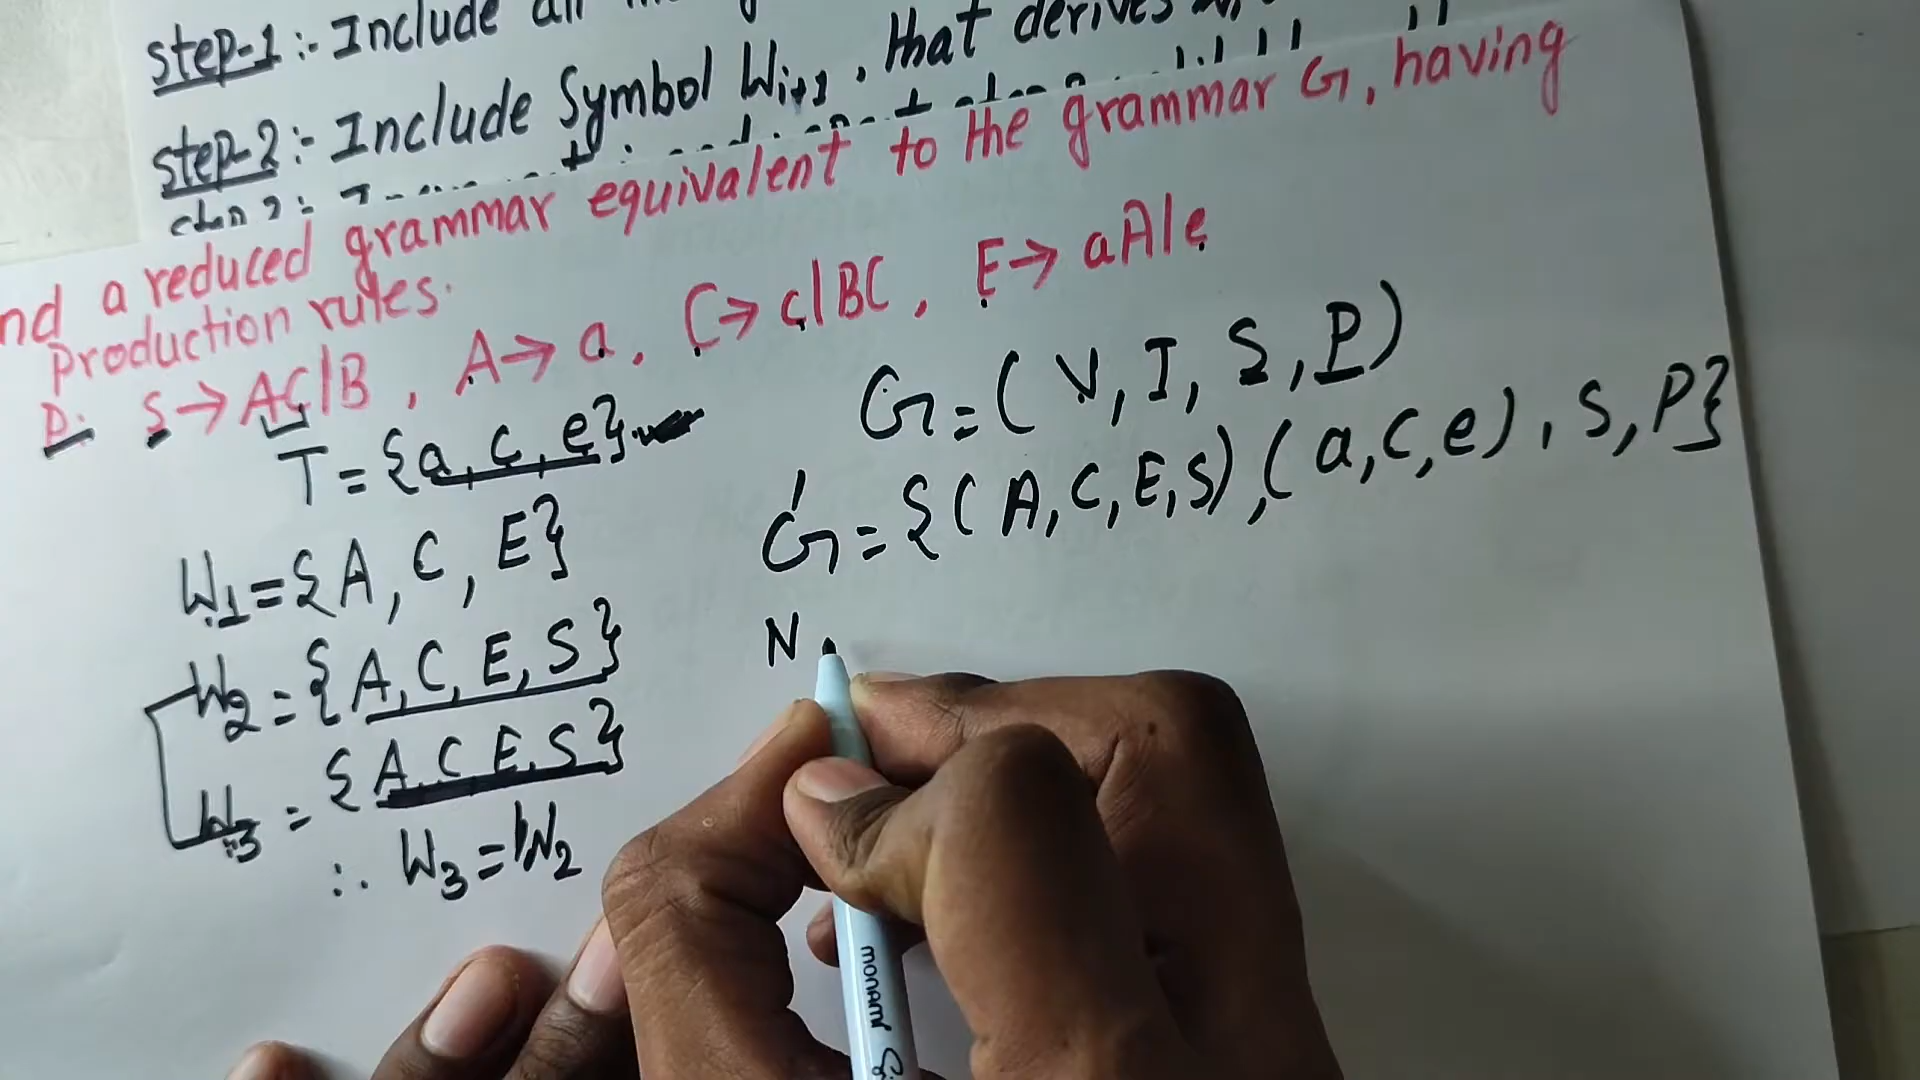 step-1:- Include all
step-2:- Include Symbol Wi+1, that derives
nd a reduced grammar equivalent to the grammar G, having
Production rules.
P: S→AC|B, A→a, C→c|BC, E→aA|e
T={a, c, e}
W1={A, C, E}
W2={A, C, E, S}
W3={A, C, E, S}
∴ W3=W2
G=(V, T, S, P)
G'={(A, C, E, S), (a, c, e), S, P}
N
monami